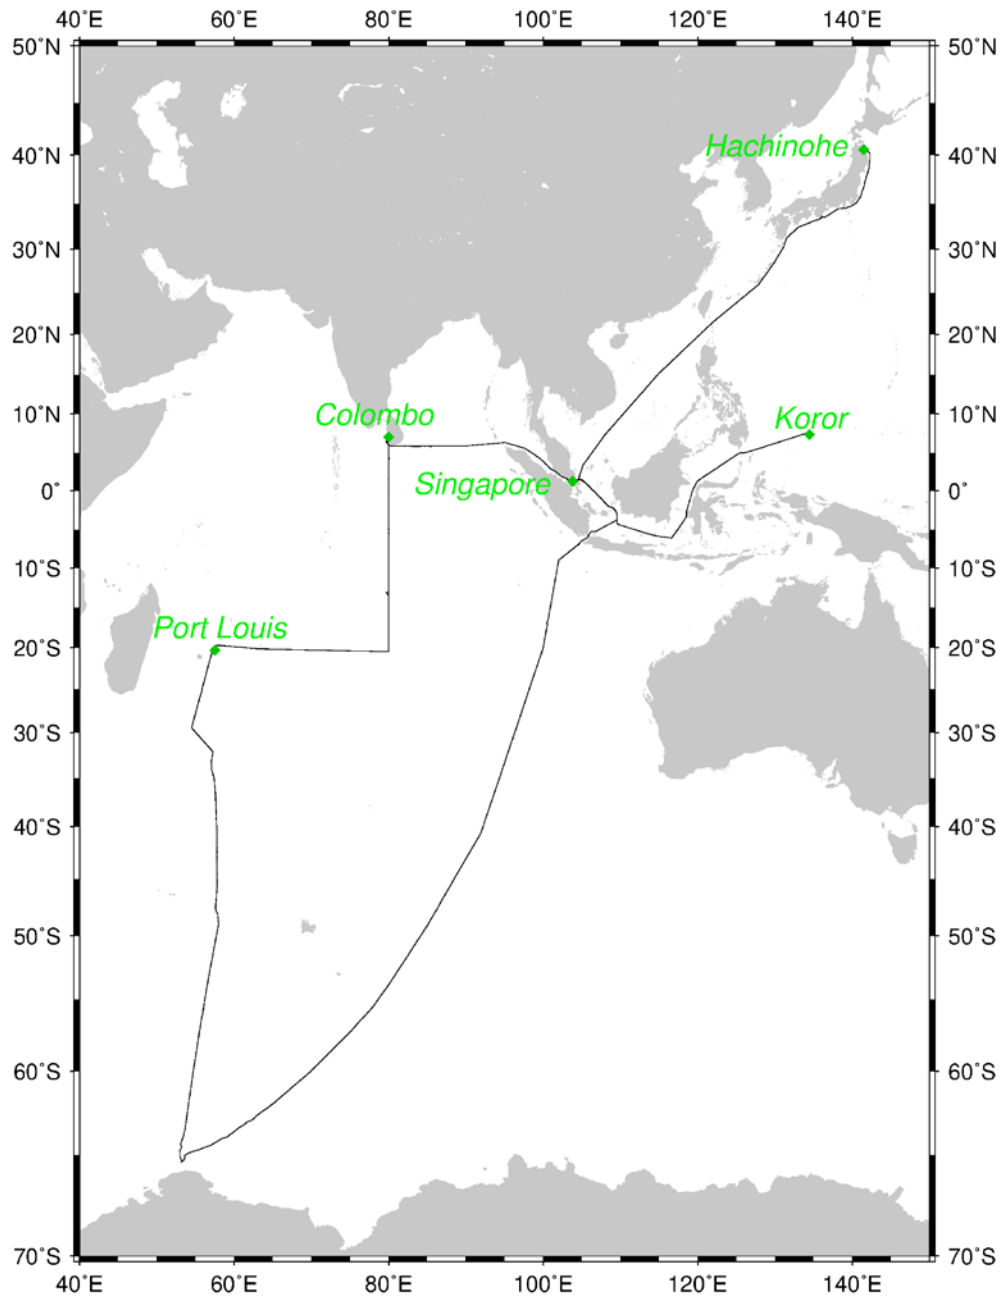 40˚E 60˚E 80˚E 100˚E 120˚E 140˚E
50˚N 50˚N
Hachinohe
40˚N 40˚N
30˚N 30˚N
20˚N 20˚N
10˚N Colombo Koror 10˚N
Singapore
0˚ 0˚
10˚S 10˚S
Port Louis
20˚S 20˚S
30˚S 30˚S
40˚S 40˚S
50˚S 50˚S
60˚S 60˚S
70˚S 70˚S
40˚E 60˚E 80˚E 100˚E 120˚E 140˚E